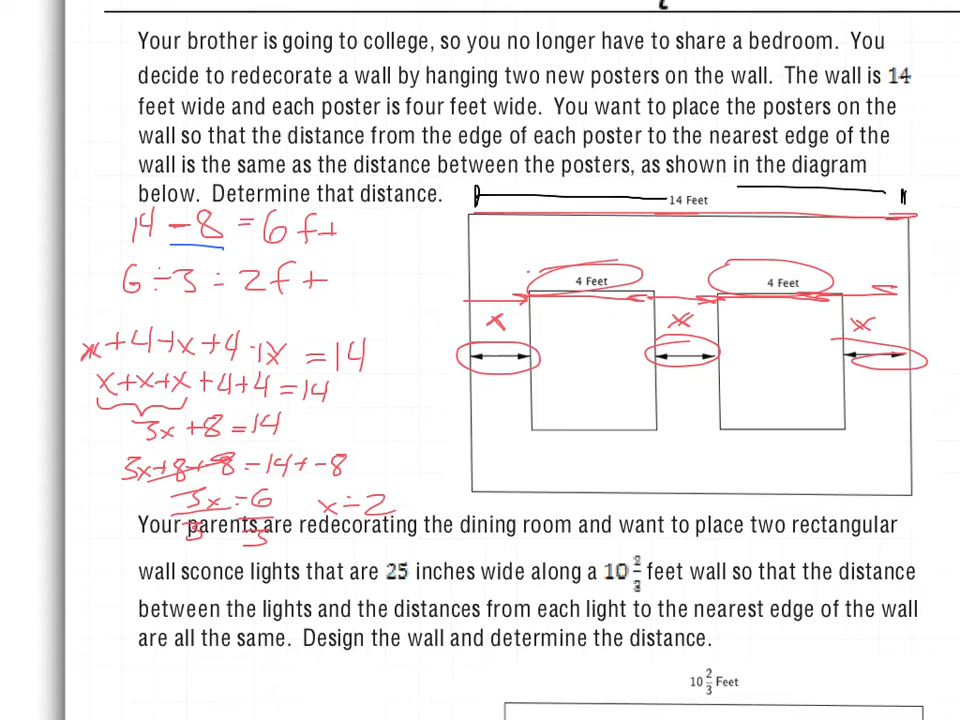 Your brother is going to college, so you no longer have to share a bedroom. You
decide to redecorate a wall by hanging two new posters on the wall. The wall is 14
feet wide and each poster is four feet wide. You want to place the posters on the
wall so that the distance from the edge of each poster to the nearest edge of the
wall is the same as the distance between the posters, as shown in the diagram
below. Determine that distance.
14 Feet
14 - 8 = 6 ft
6 ÷ 3 = 2 ft
4 Feet 4 Feet
x x x
x + 4 + x + 4 + x = 14
x + x + x + 4 + 4 = 14
3x + 8 = 14
3x + 8 + -8 = 14 + -8
3x = 6 x = 2
3 3
Your parents are redecorating the dining room and want to place two rectangular
wall sconce lights that are 25 inches wide along a 10 2/3 feet wall so that the distance
between the lights and the distances from each light to the nearest edge of the wall
are all the same. Design the wall and determine the distance.
10 2/3 Feet